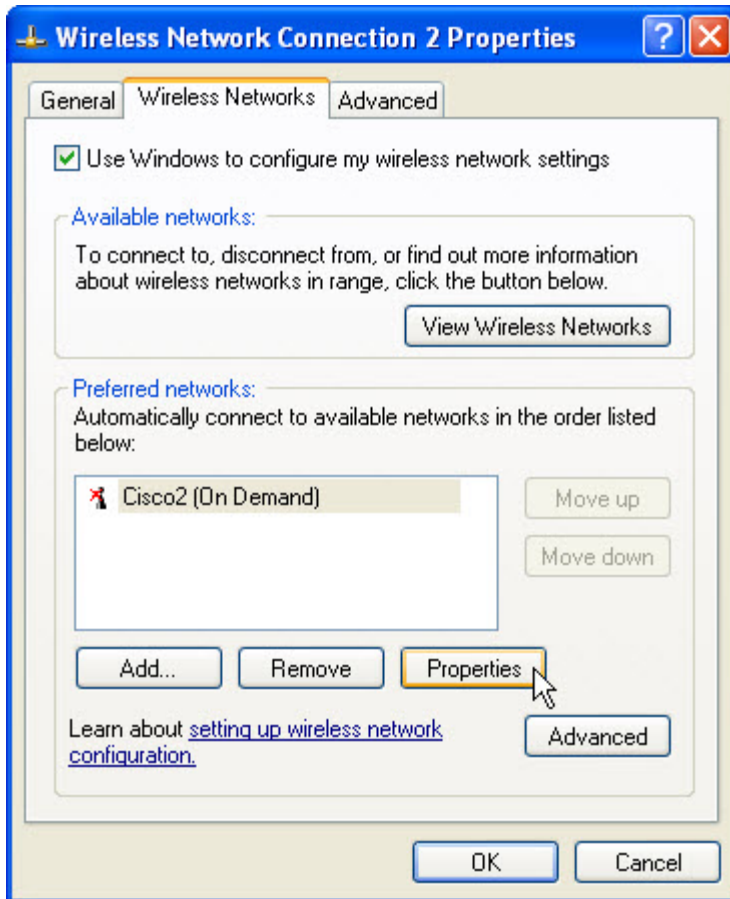 Wireless Network Connection 2 Properties
?
General
Wireless Networks
Advanced
Use Windows to configure my wireless network settings
Available networks:
To connect to, disconnect from, or find out more information
about wireless networks in range, click the button below.
View Wireless Networks
Preferred networks:
Automatically connect to available networks in the order listed
below:
Cisco2 (On Demand)
Move up
Move down
Add...
Remove
Properties
Learn about setting up wireless network
configuration.
Advanced
OK
Cancel